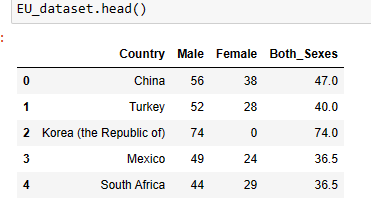 EU_dataset.head()
:
Country Male Female Both_Sexes
0 China 56 38 47.0
1 Turkey 52 28 40.0
2 Korea (the Republic of) 74 0 74.0
3 Mexico 49 24 36.5
4 South Africa 44 29 36.5